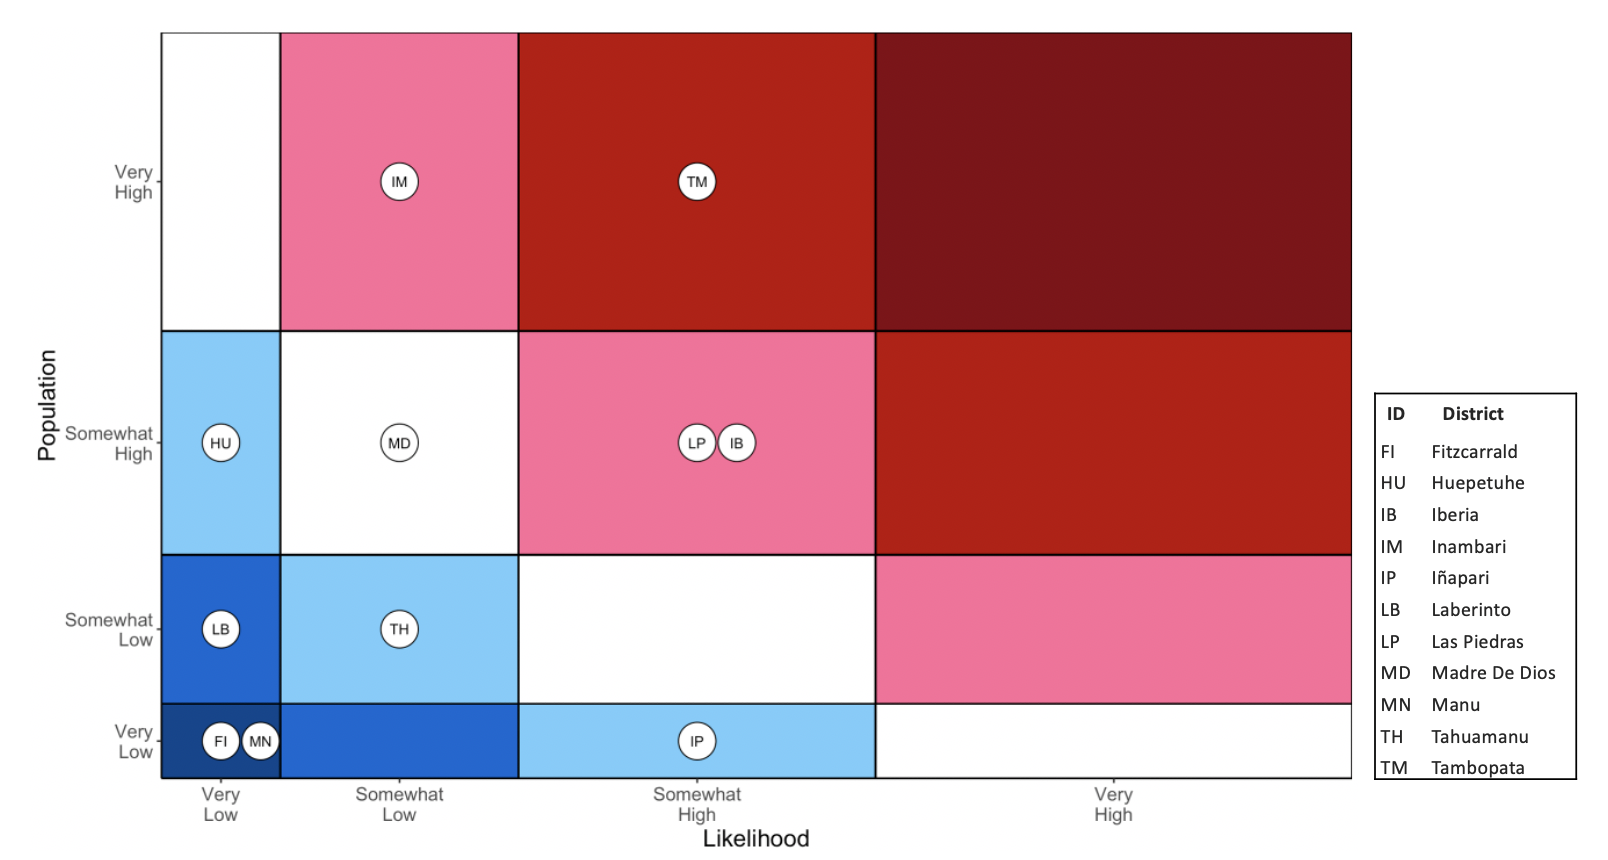 Population
Very
High
Somewhat
High
Somewhat
Low
Very
Low
IM
TM
HU
MD
LP
IB
LB
TH
FI
MN
IP
Very
Low
Somewhat
Low
Somewhat
High
Very
High
Likelihood
ID District
FI Fitzcarrald
HU Huepetuhe
IB Iberia
IM Inambari
IP Iñapari
LB Laberinto
LP Las Piedras
MD Madre De Dios
MN Manu
TH Tahuamanu
TM Tambopata